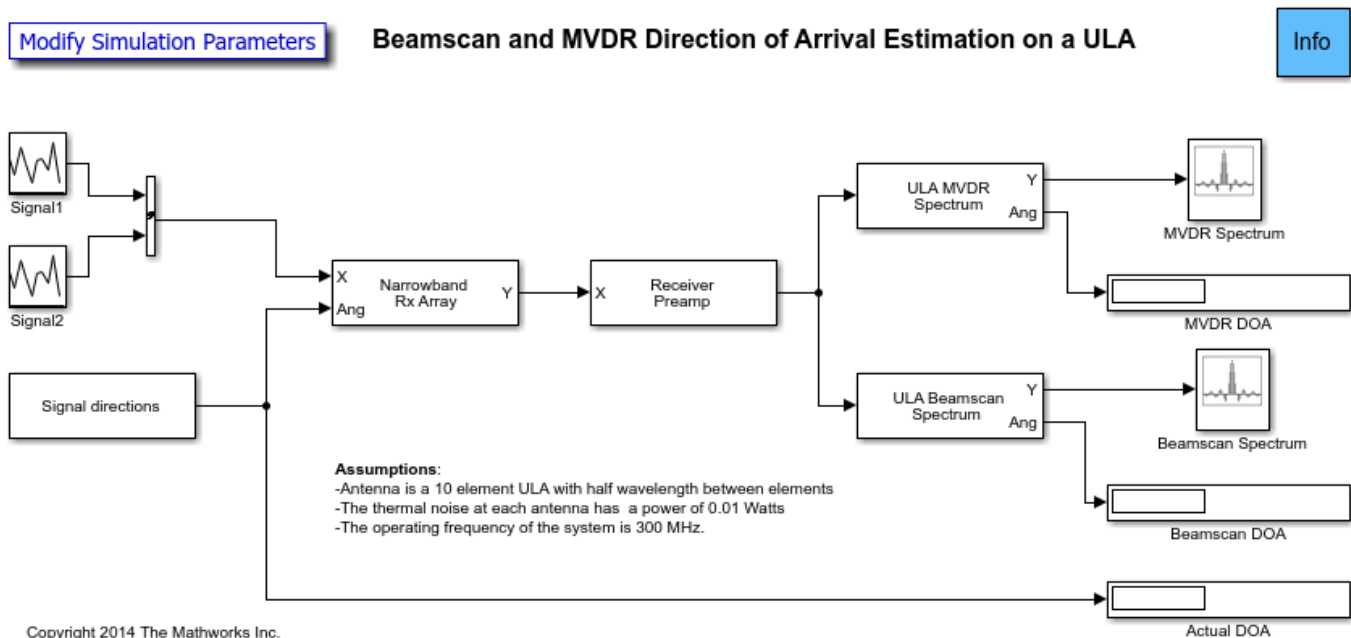 Modify Simulation Parameters
Beamscan and MVDR Direction of Arrival Estimation on a ULA
Info
Signal1
Signal2
Signal directions
X
Ang
Narrowband
Rx Array
Y
X
Receiver
Preamp
ULA MVDR
Spectrum
Y
Ang
MVDR Spectrum
MVDR DOA
ULA Beamscan
Spectrum
Y
Ang
Beamscan Spectrum
Beamscan DOA
Actual DOA
Assumptions:
-Antenna is a 10 element ULA with half wavelength between elements
-The thermal noise at each antenna has a power of 0.01 Watts
-The operating frequency of the system is 300 MHz.
Copyright 2014 The Mathworks Inc.